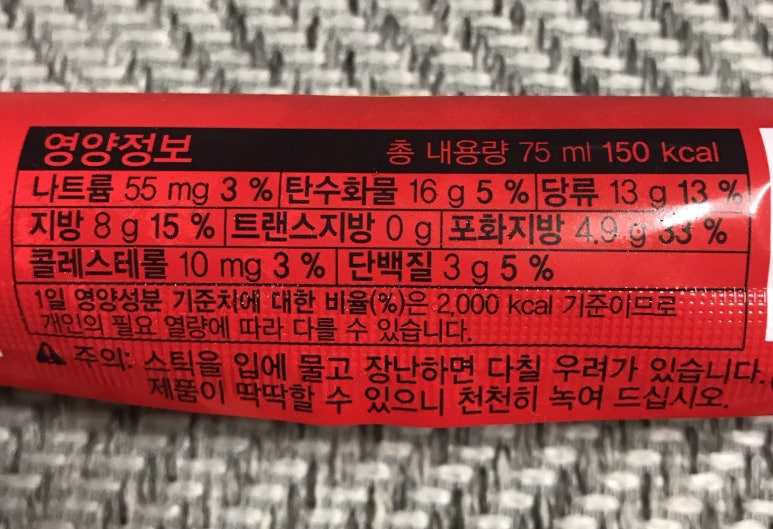 영양정보 총 내용량 75 ml 150 kcal
나트륨 55 mg 3 % 탄수화물 16 g 5 % 당류 13 g 13 %
지방 8 g 15 % 트랜스지방 0 g 포화지방 4.9 g 33 %
콜레스테롤 10 mg 3 % 단백질 3 g 5 %
1일 영양성분 기준치에 대한 비율(%)은 2,000 kcal 기준이므로
개인의 필요 열량에 따라 다를 수 있습니다.
주의: 스틱을 입에 물고 장난하면 다칠 우려가 있습니다.
제품이 딱딱할 수 있으니 천천히 녹여 드십시오.